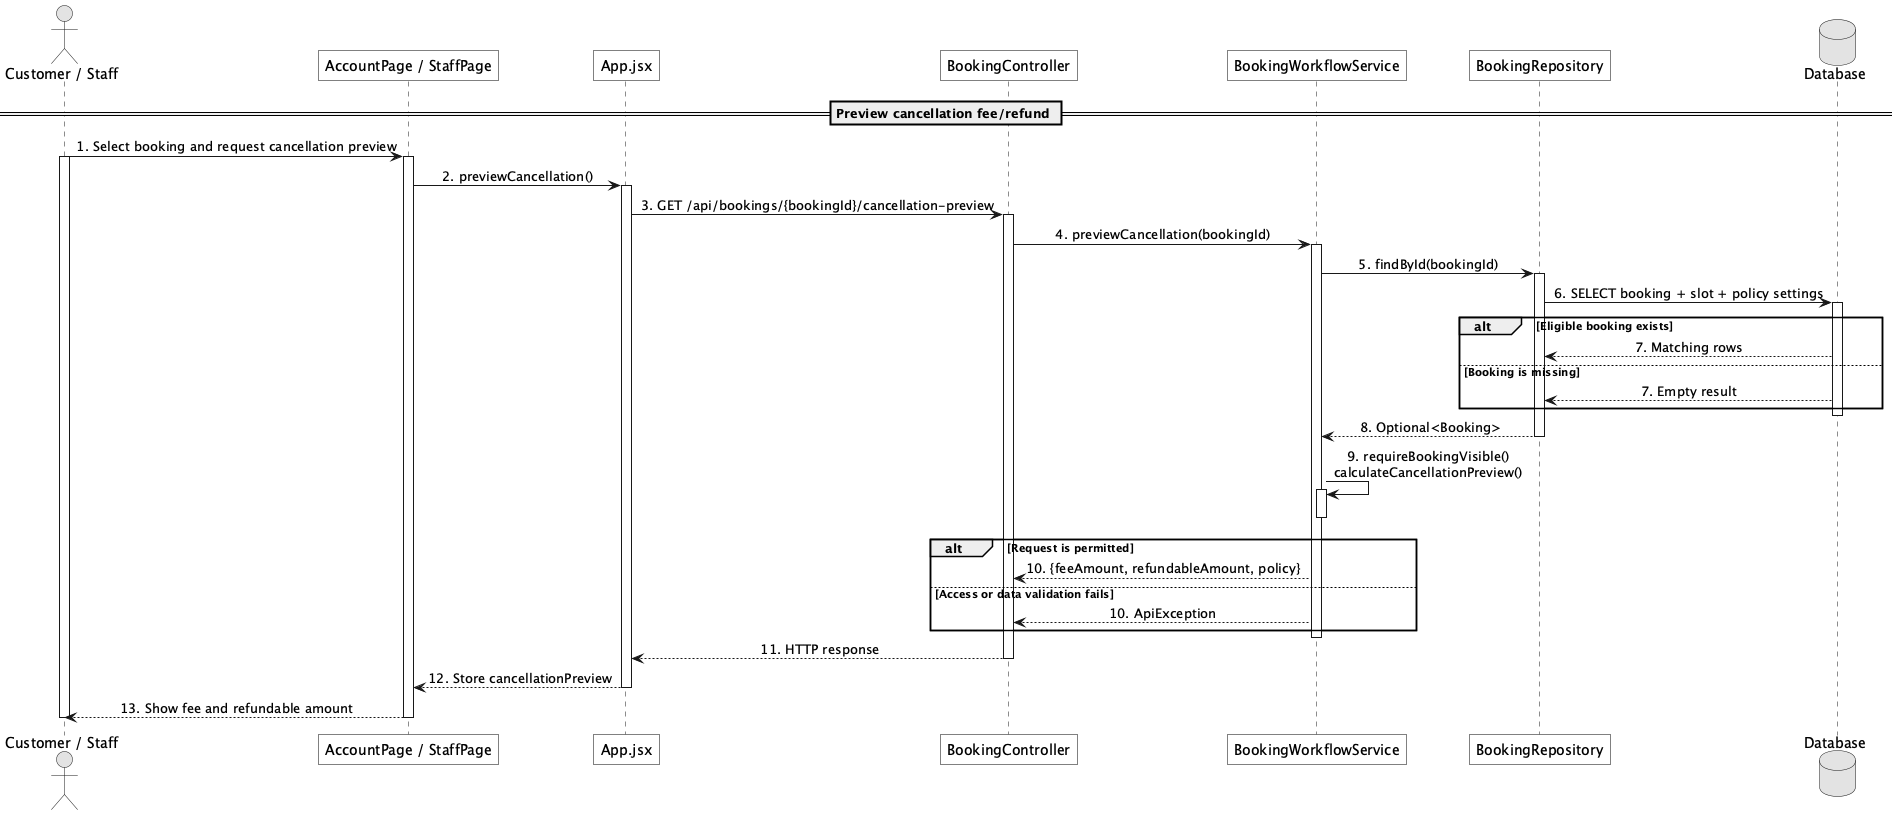 Customer / Staff
AccountPage / StaffPage
App.jsx
BookingController
BookingWorkflowService
BookingRepository
Database
Preview cancellation fee/refund
1. Select booking and request cancellation preview
2. previewCancellation()
3. GET /api/bookings/{bookingId}/cancellation-preview
4. previewCancellation(bookingId)
5. findById(bookingId)
6. SELECT booking + slot + policy settings
alt [Eligible booking exists]
7. Matching rows
[Booking is missing]
7. Empty result
8. Optional<Booking>
9. requireBookingVisible()
calculateCancellationPreview()
alt [Request is permitted]
10. {feeAmount, refundableAmount, policy}
[Access or data validation fails]
10. ApiException
11. HTTP response
12. Store cancellationPreview
13. Show fee and refundable amount
Customer / Staff
AccountPage / StaffPage
App.jsx
BookingController
BookingWorkflowService
BookingRepository
Database